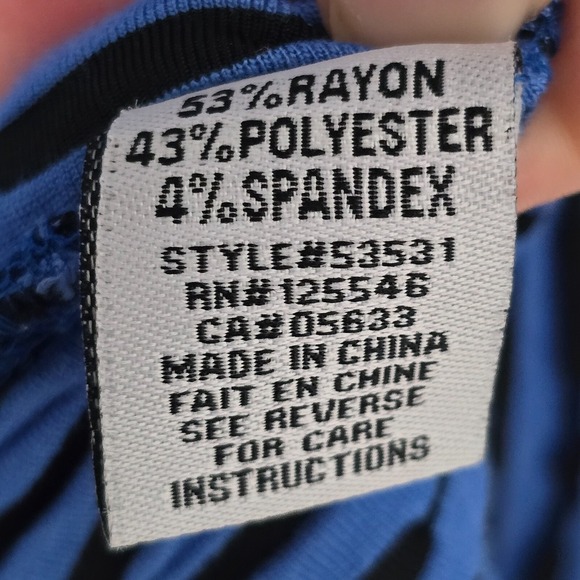 53%RAYON
43%POLYESTER
4%SPANDEX
STYLE#53531
RN#125546
CA#05633
MADE IN CHINA
FAIT EN CHINE
SEE REVERSE
FOR CARE
INSTRUCTIONS